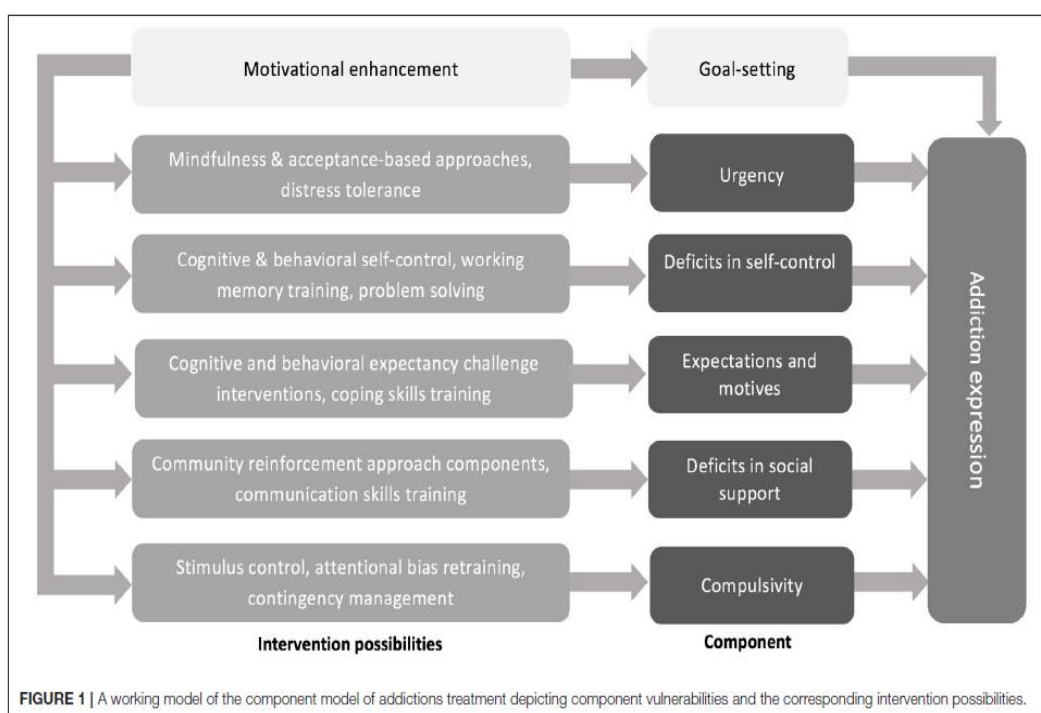 Motivational enhancement
Goal-setting
Mindfulness & acceptance-based approaches,
distress tolerance
Urgency
Cognitive & behavioral self-control, working
memory training, problem solving
Deficits in self-control
Cognitive and behavioral expectancy challenge
interventions, coping skills training
Expectations and
motives
Community reinforcement approach components,
communication skills training
Deficits in social
support
Stimulus control, attentional bias retraining,
contingency management
Compulsivity
Addiction expression
Intervention possibilities
Component
FIGURE 1 | A working model of the component model of addictions treatment depicting component vulnerabilities and the corresponding intervention possibilities.